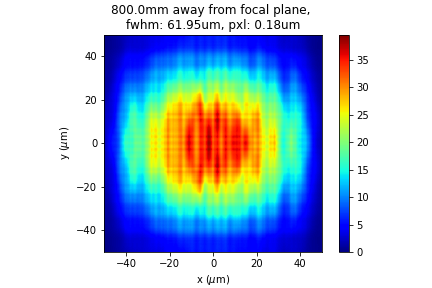 800.0mm away from focal plane,
fwhm: 61.95um, pxl: 0.18um
40
20
0
−20
−40
y (μm)
−40 −20 0 20 40
x (μm)
35
30
25
20
15
10
5
0